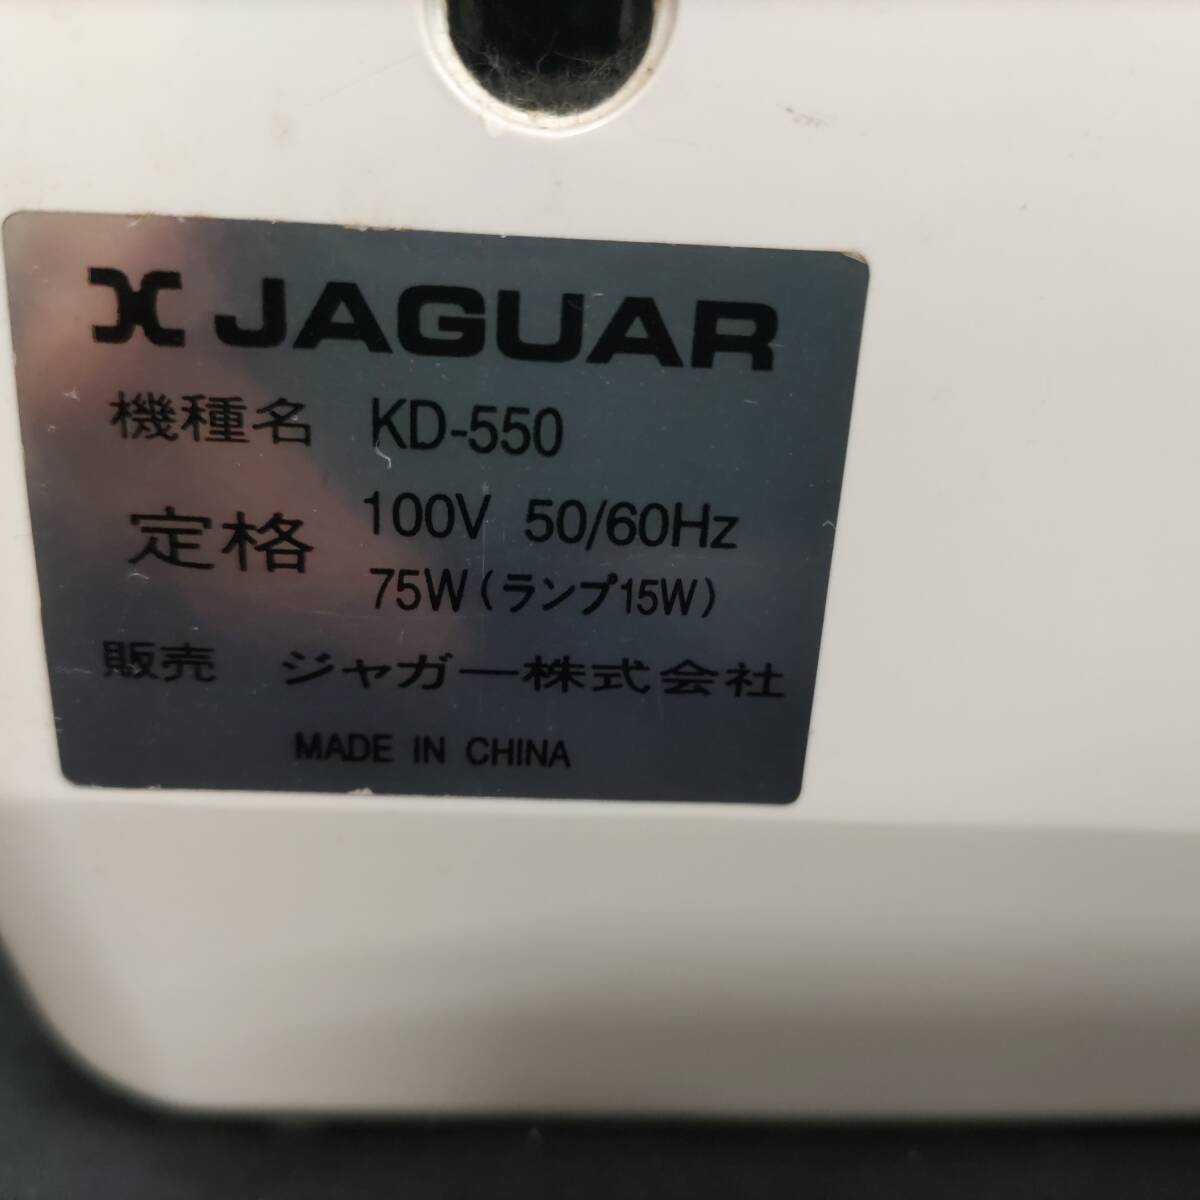 JAGUAR
機種名 KD-550
定格 100V 50/60Hz
75W(ランプ15W)
販売 ジャガー株式会社
MADE IN CHINA